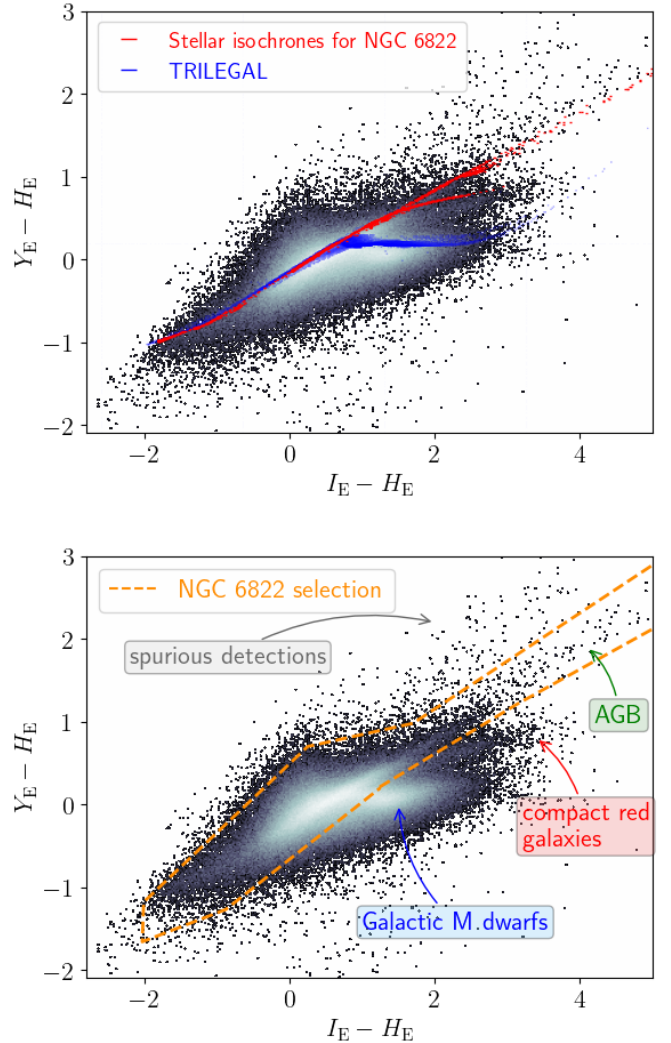 3
2
1
0
−1
−2
Y_E − H_E
Stellar isochrones for NGC 6822
TRILEGAL
−2
0
2
4
I_E − H_E
3
2
1
0
−1
−2
Y_E − H_E
NGC 6822 selection
spurious detections
AGB
compact red
galaxies
Galactic M.dwarfs
−2
0
2
4
I_E − H_E